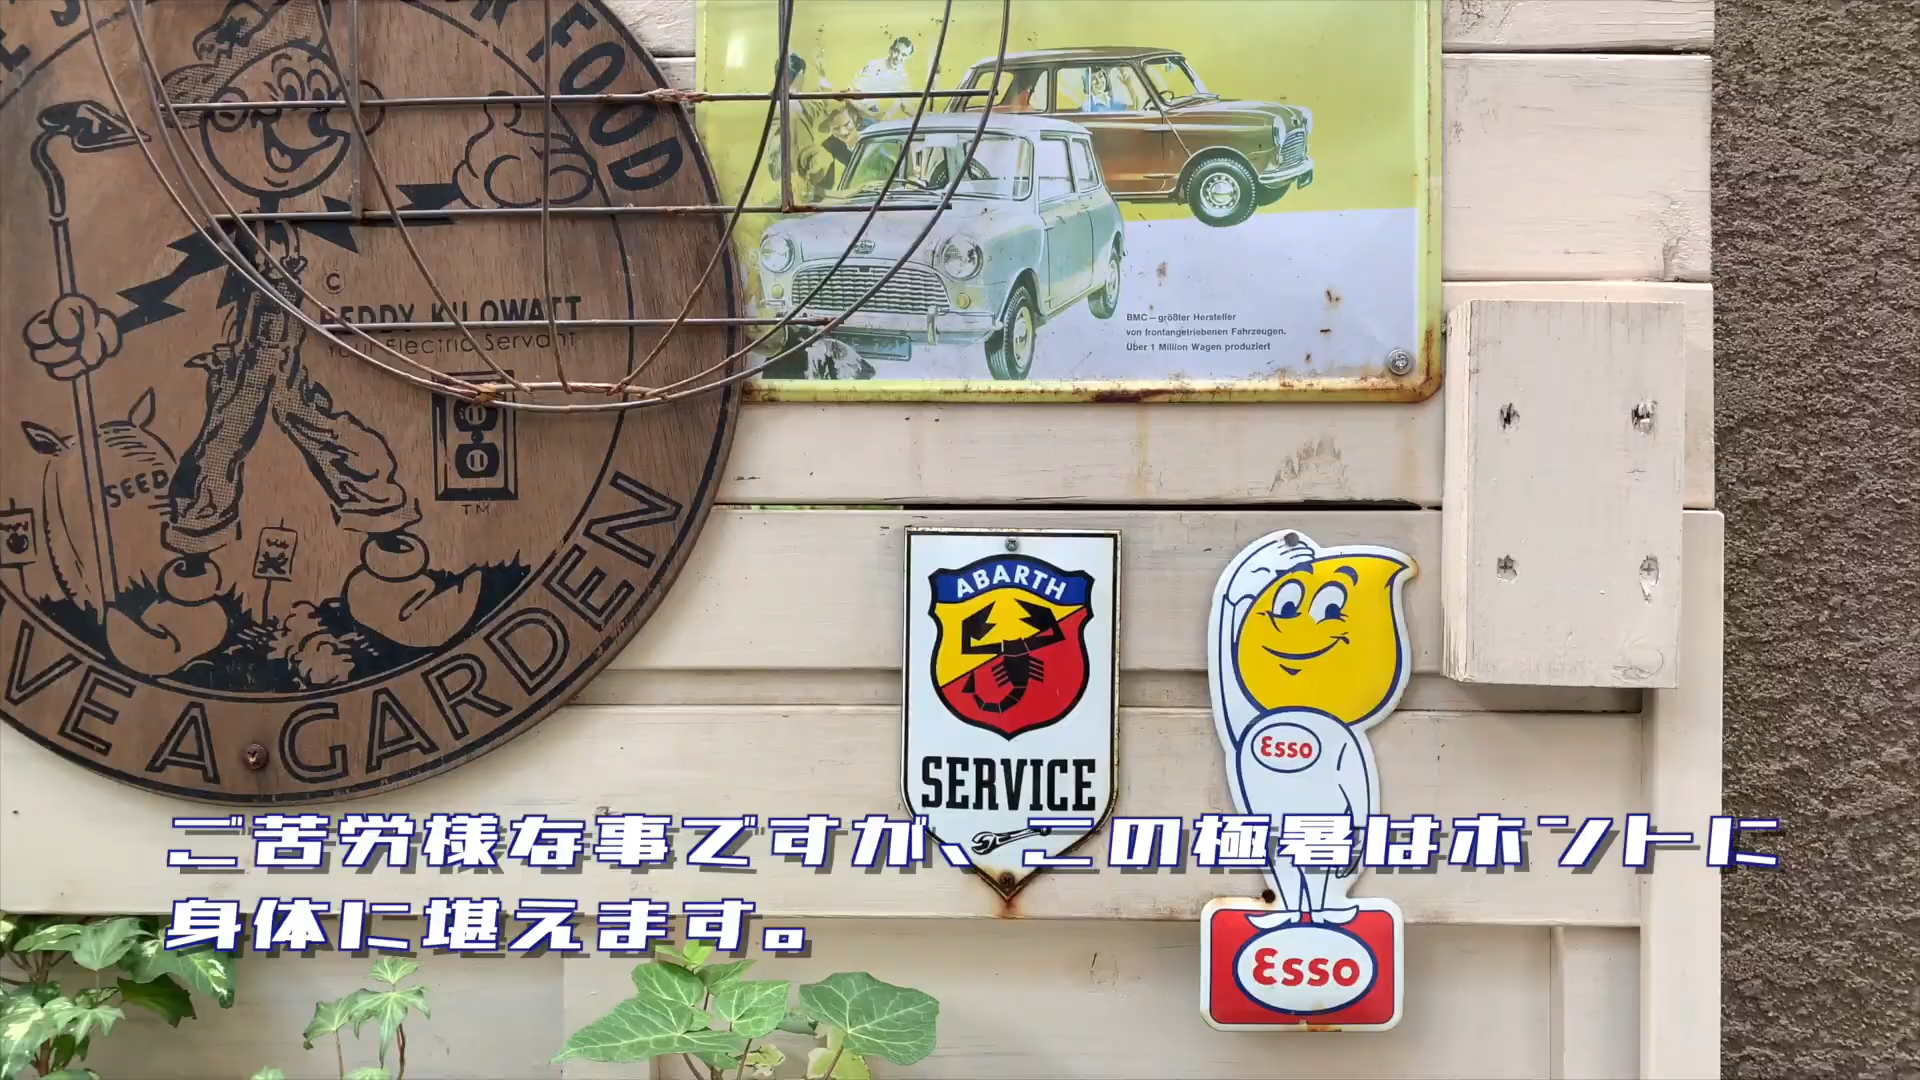 FOOD
C
REDDY KILOWATT
Your Electric Servant
TM
SEED
VE A GARDEN
BMC – größter Hersteller
von frontangetriebenen Fahrzeugen.
Über 1 Million Wagen produziert
ABARTH
SERVICE
Esso
Esso
ご苦労様な事ですが、この極暑はホントに
身体に堪えます。